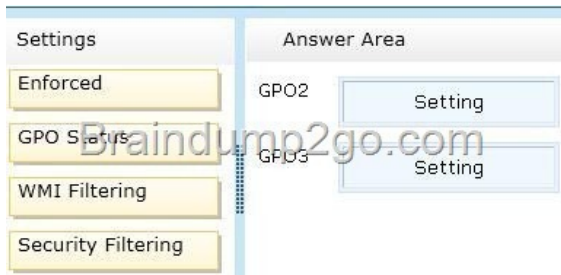 Settings
Answer Area
Enforced
GPO2
Setting
GPO Status
Braindump2go.com
GPO3
Setting
WMI Filtering
Security Filtering